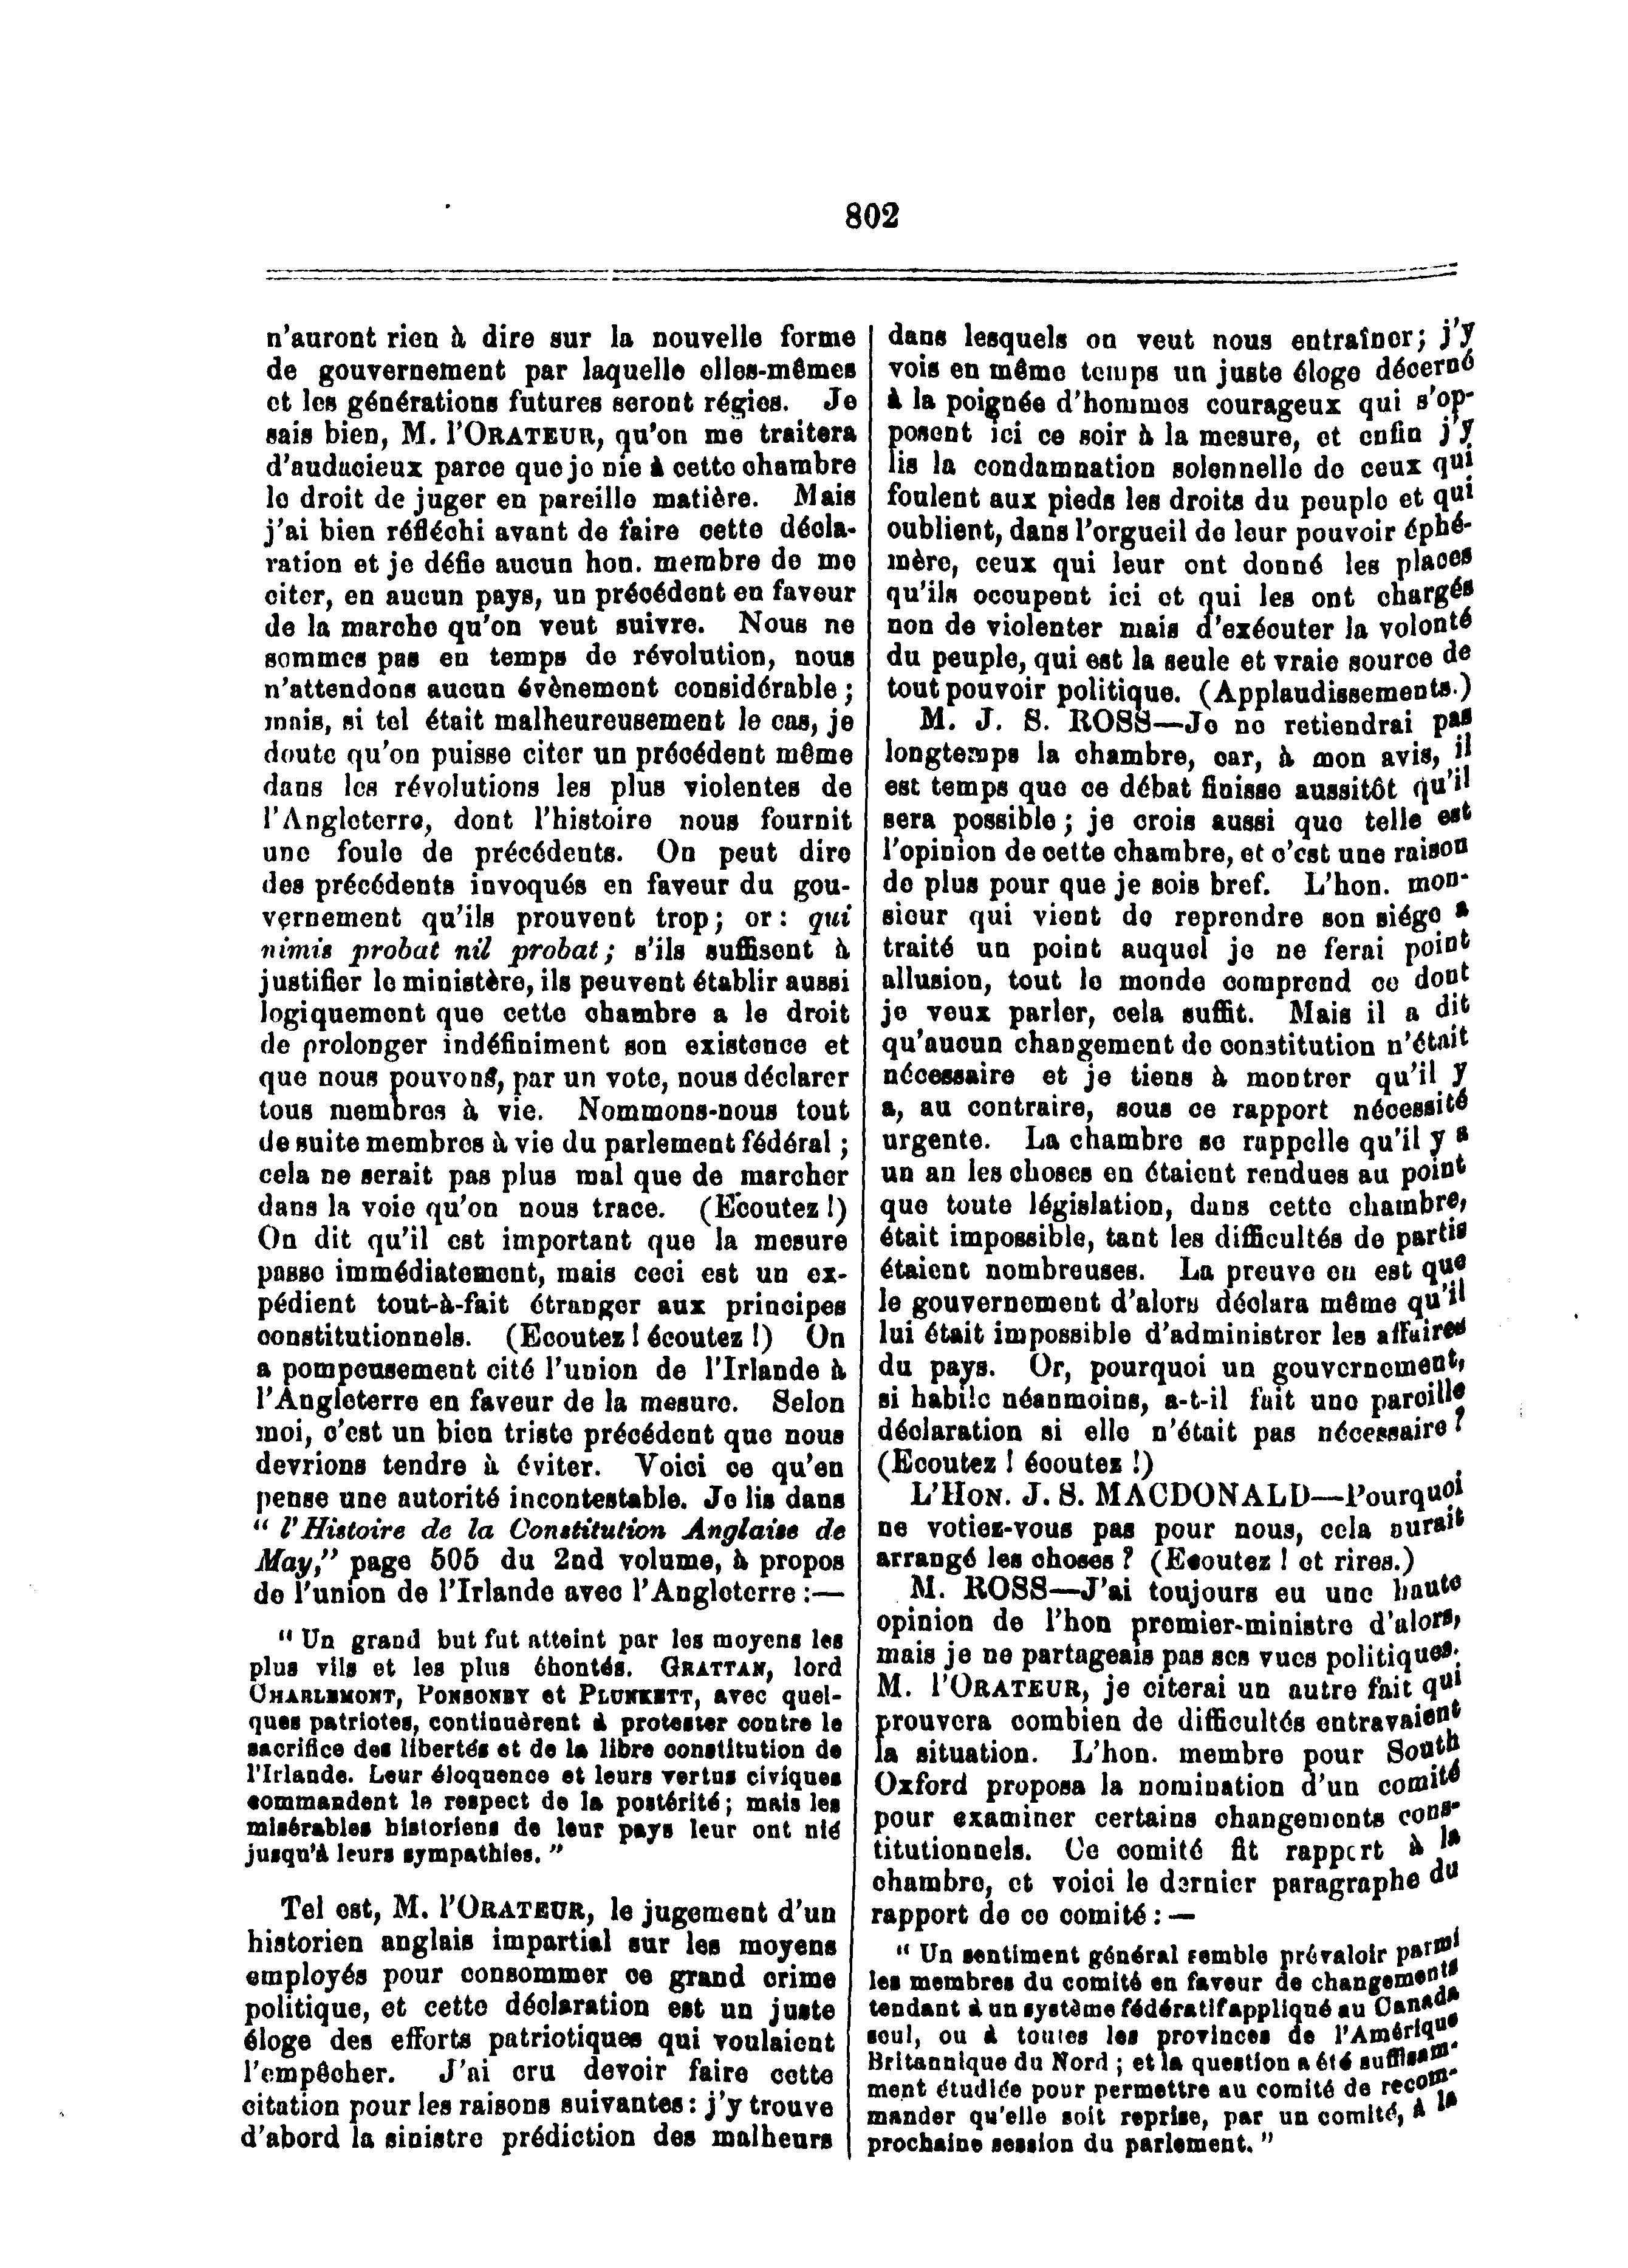 802
n'auront rien à dire sur la nouvelle forme
de gouvernement par laquelle elles-mêmes
et les générations futures seront régies. Je
sais bien, M. l'ORATEUR, qu'on me traitera
d'audacieux parce que je nie à cette chambre
le droit de juger en pareille matière. Mais
j'ai bien réfléchi avant de faire cette décla-
ration et je défie aucun hon. membre de me
citer, en aucun pays, un précédent en faveur
de la marche qu'on veut suivre. Nous ne
sommes pas en temps de révolution, nous
n'attendons aucun évènement considérable ;
mais, si tel était malheureusement le cas, je
doute qu'on puisse citer un précédent même
dans les révolutions les plus violentes de
l'Angleterre, dont l'histoire nous fournit
une foule de précédents. On peut dire
des précédents invoqués en faveur du gou-
vernement qu'ils prouvent trop ; or : qui
nimis probat nil probat ; s'ils suffisent à
justifier le ministère, ils peuvent établir aussi
logiquement que cette chambre a le droit
de prolonger indéfiniment son existence et
que nous pouvons, par un vote, nous déclarer
tous membres à vie. Nommons-nous tout
de suite membres à vie du parlement fédéral ;
cela ne serait pas plus mal que de marcher
dans la voie qu'on nous trace. (Ecoutez !)
On dit qu'il est important que la mesure
passe immédiatement, mais ceci est un ex-
pédient tout-à-fait étranger aux principes
constitutionnels. (Ecoutez ! écoutez !) On
a pompeusement cité l'union de l'Irlande à
l'Angleterre en faveur de la mesure. Selon
moi, c'est un bien triste précédent que nous
devrions tendre à éviter. Voici ce qu'en
pense une autorité incontestable. Je lis dans
" l'Histoire de la Constitution Anglaise de
May," page 505 du 2nd volume, à propos
de l'union de l'Irlande avec l'Angleterre :—
" Un grand but fut atteint par les moyens les
plus vils et les plus éhontés. GRATTAN, lord
CHARLEMONT, PONSONBY et PLUNKETT, avec quel-
ques patriotes, continuèrent à protester contre le
sacrifice des libertés et de la libre constitution de
l'Irlande. Leur éloquence et leurs vertus civiques
commandent le respect de la postérité ; mais les
misérables historiens de leur pays leur ont nié
jusqu'à leurs sympathies. "
Tel est, M. l'ORATEUR, le jugement d'un
historien anglais impartial sur les moyens
employés pour consommer ce grand crime
politique, et cette déclaration est un juste
éloge des efforts patriotiques qui voulaient
l'empêcher. J'ai cru devoir faire cette
citation pour les raisons suivantes : j'y trouve
d'abord la sinistre prédiction des malheurs
dans lesquels on veut nous entraîner ; j'y
vois en même temps un juste éloge décerné
à la poignée d'hommes courageux qui s'op-
posent ici ce soir à la mesure, et enfin j'y
lis la condamnation solennelle de ceux qui
foulent aux pieds les droits du peuple et qui
oublient, dans l'orgueil de leur pouvoir éphé-
mère, ceux qui leur ont donné les places
qu'ils occupent ici et qui les ont chargés
non de violenter mais d'exécuter la volonté
du peuple, qui est la seule et vraie source de
tout pouvoir politique. (Applaudissements.)
M. J. S. ROSS—Je ne retiendrai pas
longtemps la chambre, car, à mon avis, il
est temps que ce débat finisse aussitôt qu'il
sera possible ; je crois aussi que telle est
l'opinion de cette chambre, et c'est une raison
de plus pour que je sois bref. L'hon. mon-
sieur qui vient de reprendre son siége a
traité un point auquel je ne ferai point
allusion, tout le monde comprend ce dont
je veux parler, cela suffit. Mais il a dit
qu'aucun changement de constitution n'était
nécessaire et je tiens à montrer qu'il y
a, au contraire, sous ce rapport nécessité
urgente. La chambre se rappelle qu'il y a
un an les choses en étaient rendues au point
que toute législation, dans cette chambre,
était impossible, tant les difficultés de partis
étaient nombreuses. La preuve en est que
le gouvernement d'alors déclara même qu'il
lui était impossible d'administrer les affaires
du pays. Or, pourquoi un gouvernement,
si habile néanmoins, a-t-il fait une pareille
déclaration si elle n'était pas nécessaire ?
(Ecoutez ! écoutez !)
L'HON. J. S. MACDONALD—Pourquoi
ne votiez-vous pas pour nous, cela aurait
arrangé les choses ? (Ecoutez ! et rires.)
M. ROSS—J'ai toujours eu une haute
opinion de l'hon premier-ministre d'alors,
mais je ne partageais pas ses vues politiques.
M. l'ORATEUR, je citerai un autre fait qui
prouvera combien de difficultés entravaient
la situation. L'hon. membre pour South
Oxford proposa la nomination d'un comité
pour examiner certains changements cons-
titutionnels. Ce comité fit rapport à la
chambre, et voici le dernier paragraphe du
rapport de ce comité : —
" Un sentiment général semble prévaloir parmi
les membres du comité en faveur de changements
tendant à un système fédératif appliqué au Canada
seul, ou à toutes les provinces de l'Amérique
Britannique du Nord ; et la question a été suffisam-
ment étudiée pour permettre au comité de recom-
mander qu'elle soit reprise, par un comité, à la
prochaine session du parlement. "